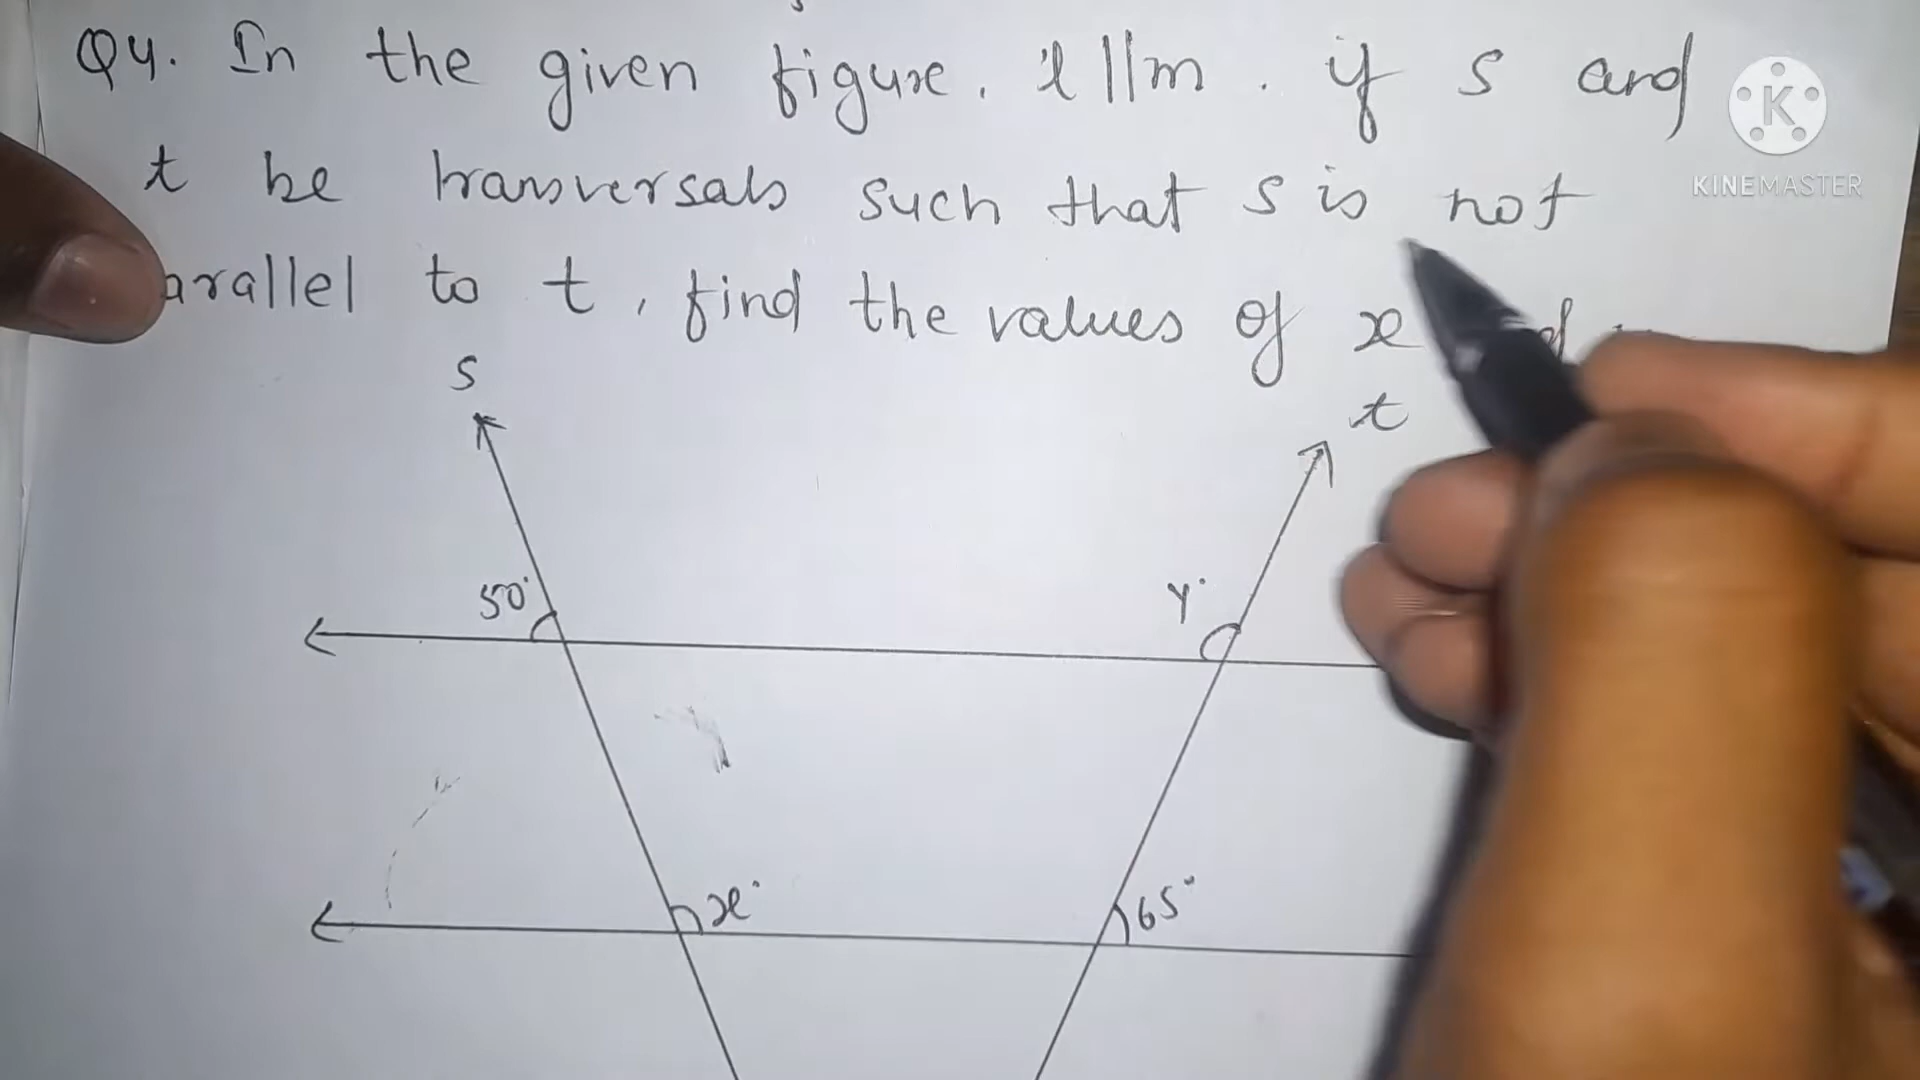 Q4. In the given figure. l || m . if s and
t be transversals such that s is not
arallel to t, find the values of x
s
t
50°
y°
x°
65°
KINEMASTER